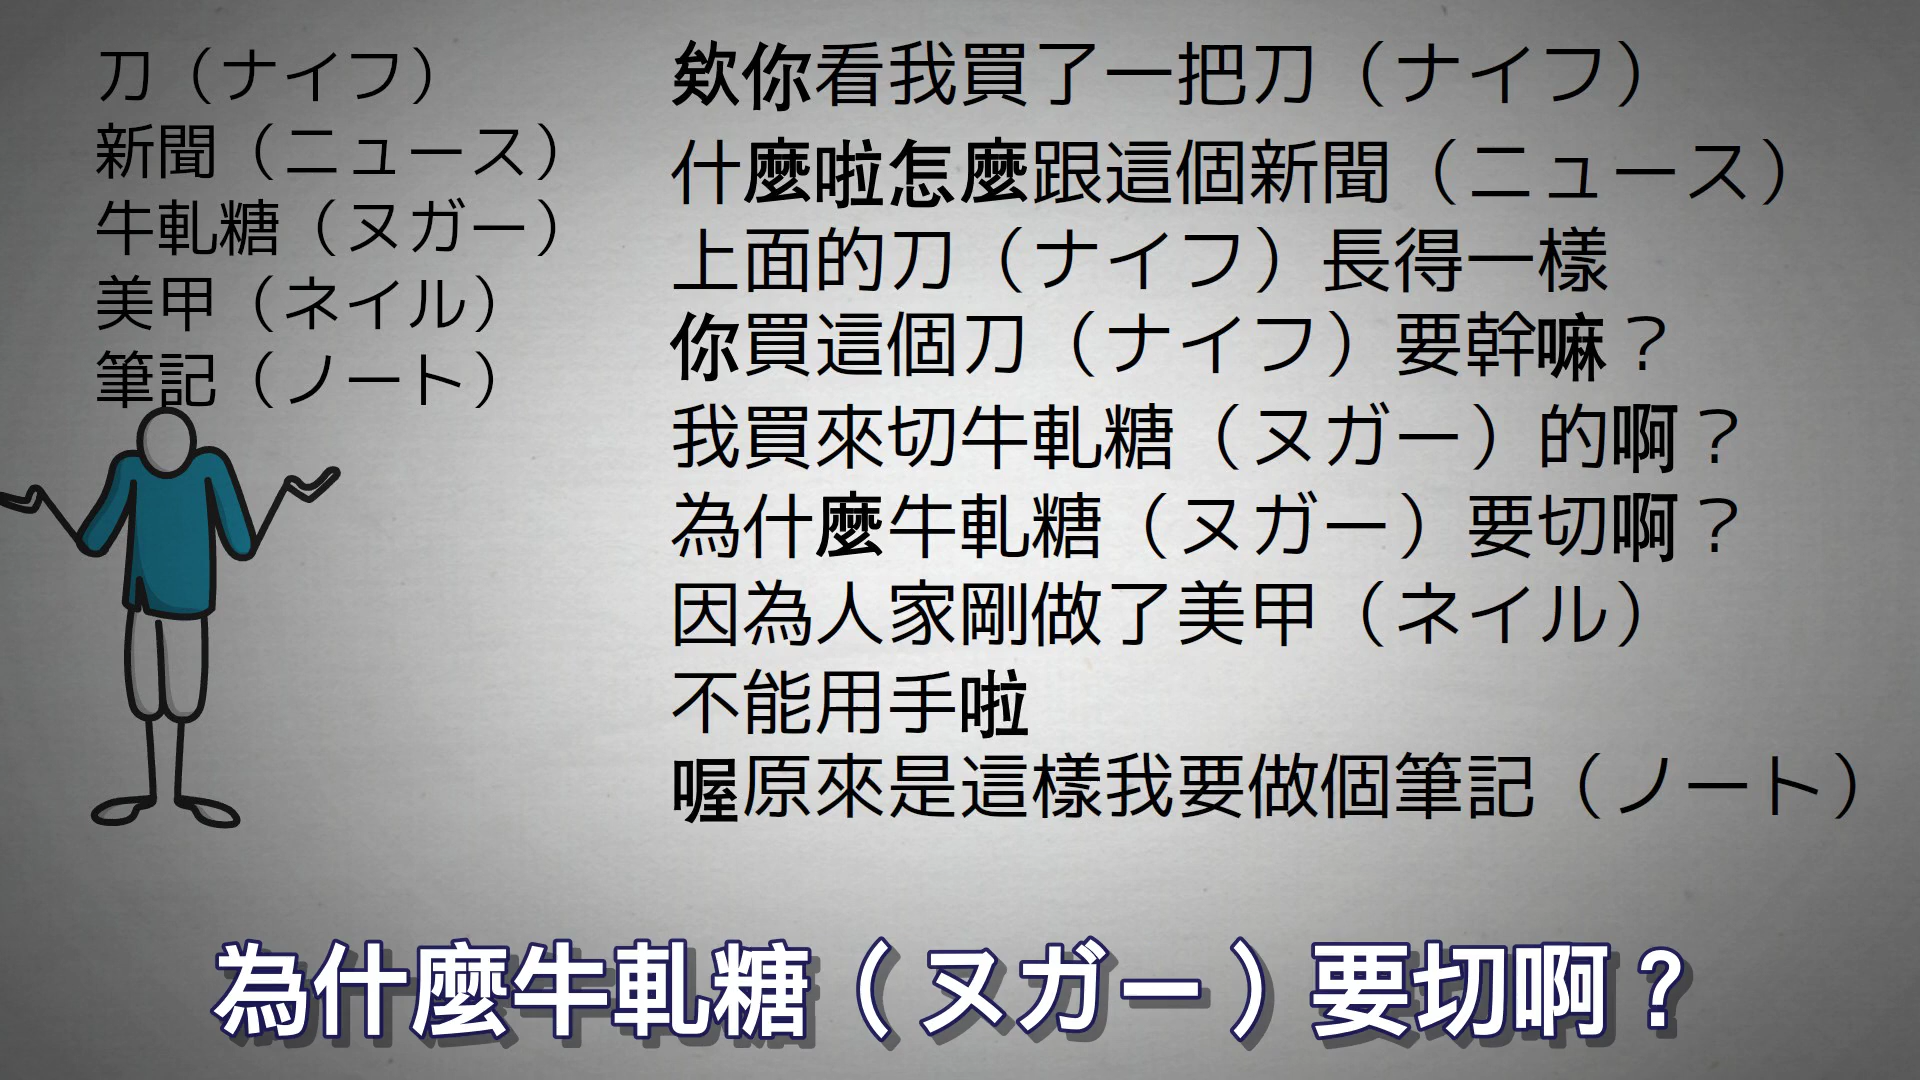 刀（ナイフ）
新聞（ニュース）
牛軋糖（ヌガー）
美甲（ネイル）
筆記（ノート）
欸你看我買了一把刀（ナイフ）
什麼啦怎麼跟這個新聞（ニュース）
上面的刀（ナイフ）長得一樣
你買這個刀（ナイフ）要幹嘛？
我買來切牛軋糖（ヌガー）的啊？
為什麼牛軋糖（ヌガー）要切啊？
因為人家剛做了美甲（ネイル）
不能用手啦
喔原來是這樣我要做個筆記（ノート）
為什麼牛軋糖（ヌガー）要切啊？